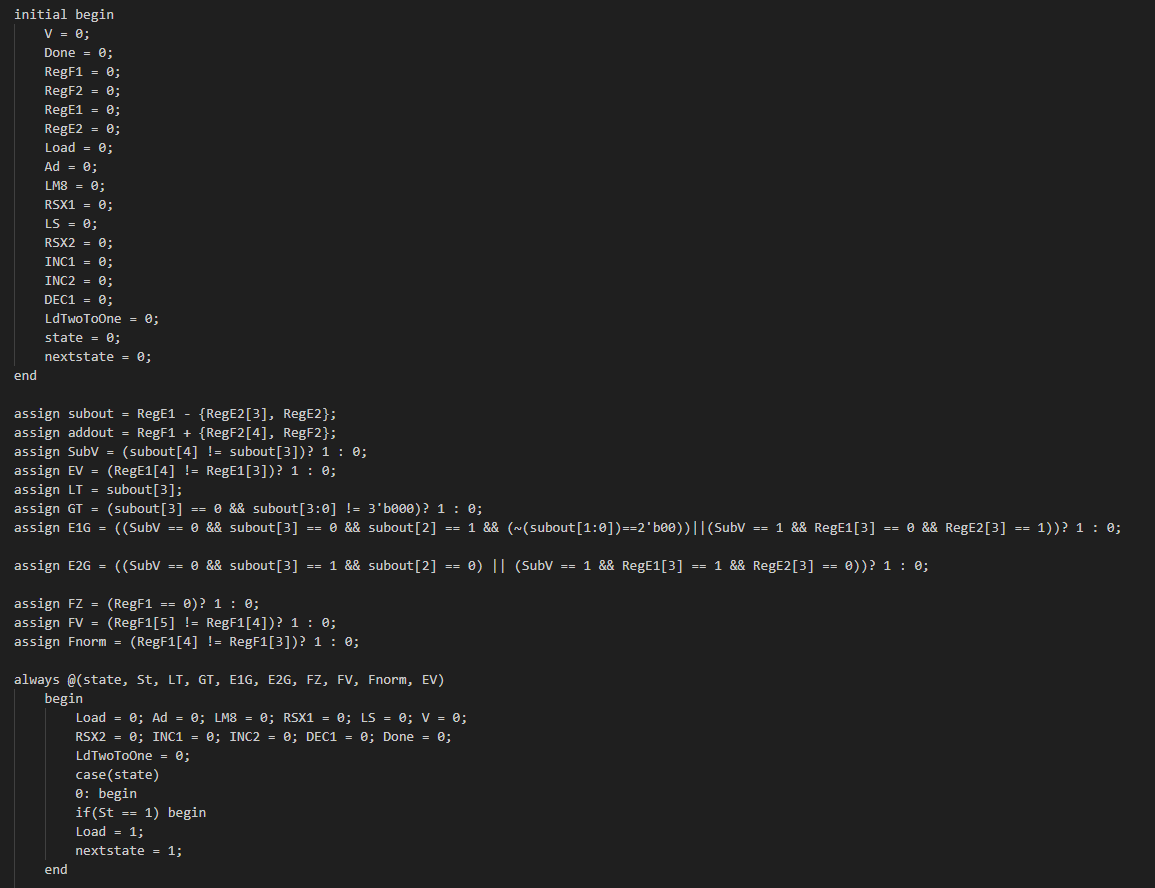 initial begin
V = 0;
Done = 0;
RegF1 = 0;
RegF2 = 0;
RegE1 = 0;
RegE2 = 0;
Load = 0;
Ad = 0;
LM8 = 0;
RSX1 = 0;
LS = 0;
RSX2 = 0;
INC1 = 0;
INC2 = 0;
DEC1 = 0;
LdTwoToOne = 0;
state = 0;
nextstate = 0;
end
assign subout = RegE1 - {RegE2[3], RegE2};
assign addout = RegF1 + {RegF2[4], RegF2};
assign SubV = (subout[4] != subout[3])? 1 : 0;
assign EV = (RegE1[4] != RegE1[3])? 1 : 0;
assign LT = subout[3];
assign GT = (subout[3] == 0 && subout[3:0] != 3'b000)? 1 : 0;
assign E1G = ((SubV == 0 && subout[3] == 0 && subout[2] == 1 && (~(subout[1:0])==2'b00))||(SubV == 1 && RegE1[3] == 0 && RegE2[3] == 1))? 1 : 0;
assign E2G = ((SubV == 0 && subout[3] == 1 && subout[2] == 0) || (SubV == 1 && RegE1[3] == 1 && RegE2[3] == 0))? 1 : 0;
assign FZ = (RegF1 == 0)? 1 : 0;
assign FV = (RegF1[5] != RegF1[4])? 1 : 0;
assign Fnorm = (RegF1[4] != RegF1[3])? 1 : 0;
always @(state, St, LT, GT, E1G, E2G, FZ, FV, Fnorm, EV)
begin
Load = 0; Ad = 0; LM8 = 0; RSX1 = 0; LS = 0; V = 0;
RSX2 = 0; INC1 = 0; INC2 = 0; DEC1 = 0; Done = 0;
LdTwoToOne = 0;
case(state)
0: begin
if(St == 1) begin
Load = 1;
nextstate = 1;
end